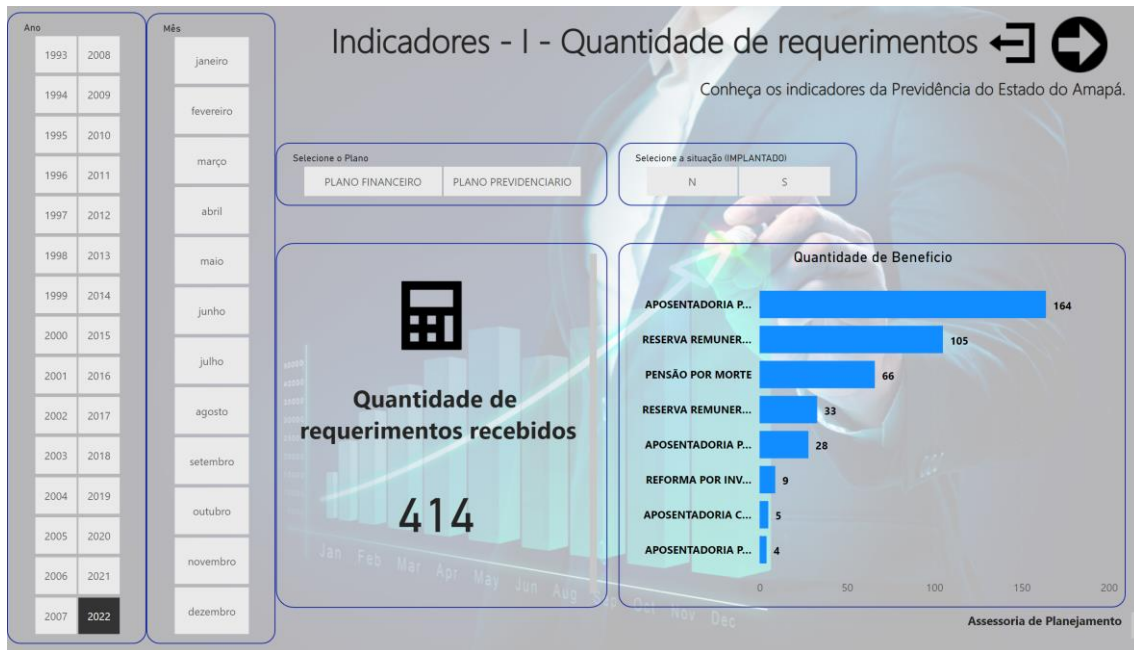 Indicadores - I - Quantidade de requerimentos
Conheça os indicadores da Previdência do Estado do Amapá.
Ano
1993 2008
1994 2009
1995 2010
1996 2011
1997 2012
1998 2013
1999 2014
2000 2015
2001 2016
2002 2017
2003 2018
2004 2019
2005 2020
2006 2021
2007 2022
Mês
janeiro
fevereiro
março
abril
maio
junho
julho
agosto
setembro
outubro
novembro
dezembro
Selecione o Plano
PLANO FINANCEIRO PLANO PREVIDENCIARIO
Selecione a situação (IMPLANTADO)
N S
Quantidade de
requerimentos recebidos
414
Quantidade de Beneficio
APOSENTADORIA P... 164
RESERVA REMUNER... 105
PENSÃO POR MORTE 66
RESERVA REMUNER... 33
APOSENTADORIA P... 28
REFORMA POR INV... 9
APOSENTADORIA C... 5
APOSENTADORIA P... 4
0 50 100 150 200
Jan Feb Mar Apr May Jun Aug Sep Oct Nov Dec
Assessoria de Planejamento